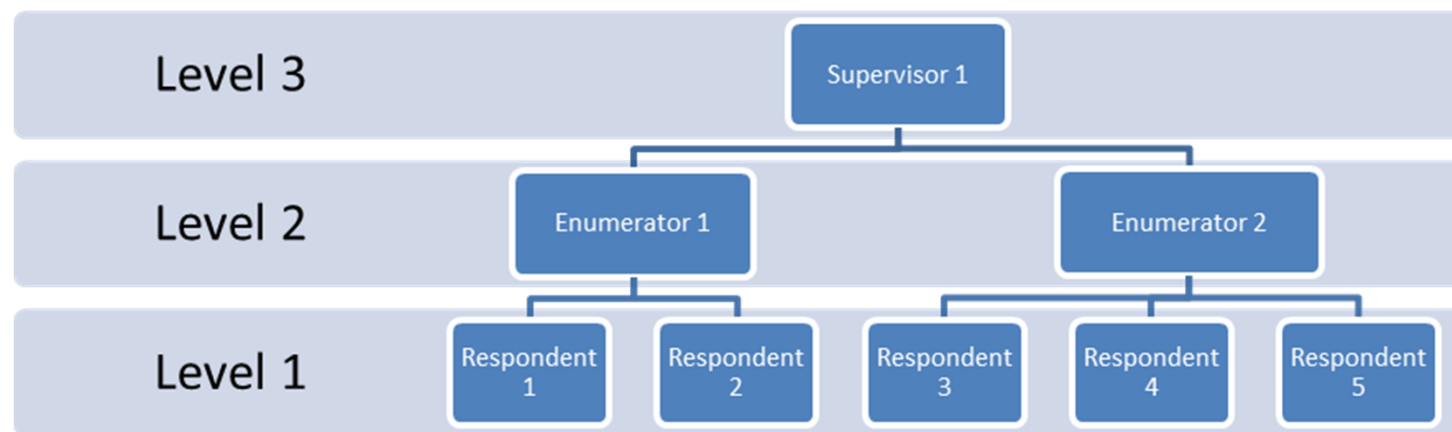 Level 3
Supervisor 1
Level 2
Enumerator 1
Enumerator 2
Level 1
Respondent
1
Respondent
2
Respondent
3
Respondent
4
Respondent
5